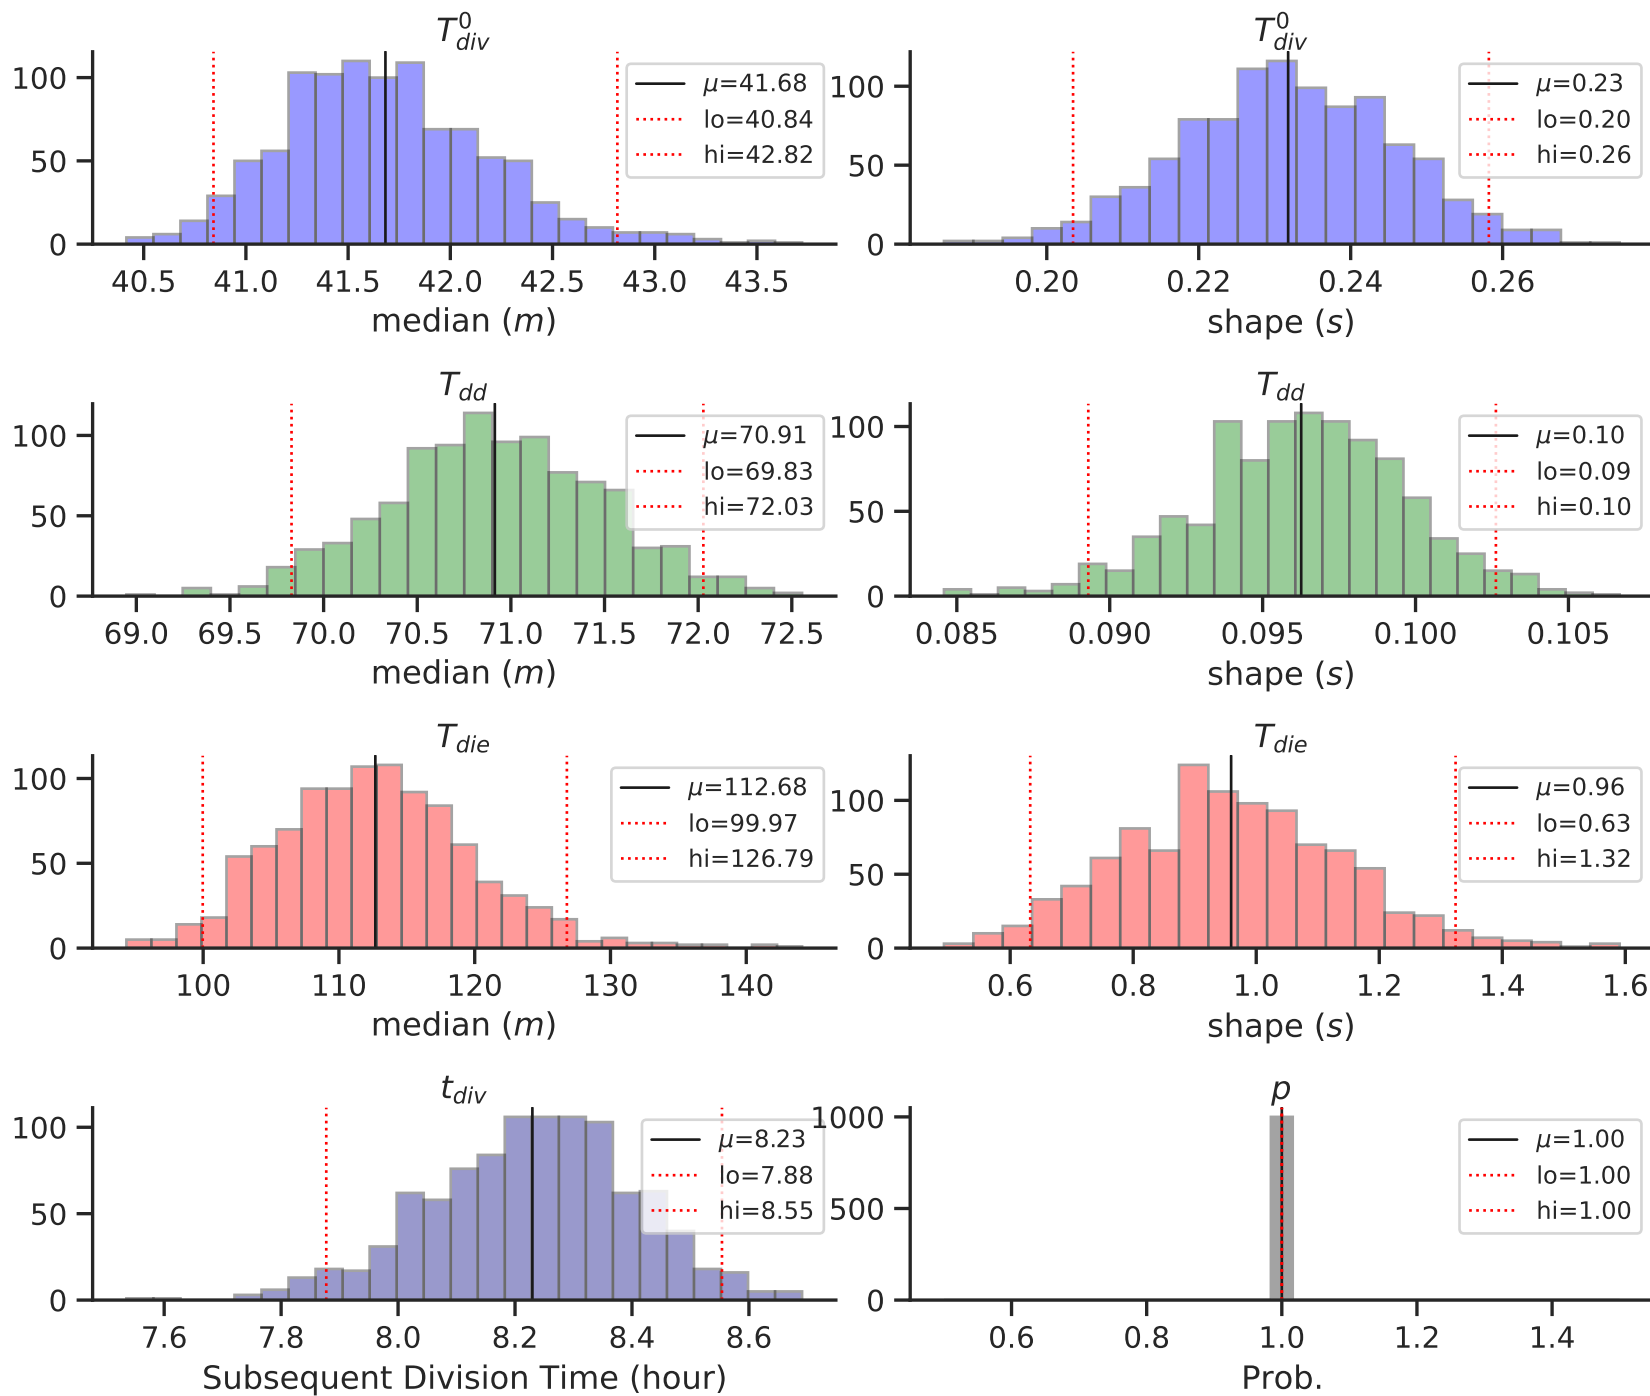 T⁰div
100
50
0
μ=41.68
lo=40.84
hi=42.82
40.5 41.0 41.5 42.0 42.5 43.0 43.5
median (m)
T⁰div
100
50
0
μ=0.23
lo=0.20
hi=0.26
0.20 0.22 0.24 0.26
shape (s)
Tdd
100
50
0
μ=70.91
lo=69.83
hi=72.03
69.0 69.5 70.0 70.5 71.0 71.5 72.0 72.5
median (m)
Tdd
100
50
0
μ=0.10
lo=0.09
hi=0.10
0.085 0.090 0.095 0.100 0.105
shape (s)
Tdie
100
50
0
μ=112.68
lo=99.97
hi=126.79
100 110 120 130 140
median (m)
Tdie
100
50
0
μ=0.96
lo=0.63
hi=1.32
0.6 0.8 1.0 1.2 1.4 1.6
shape (s)
tdiv
100
50
0
μ=8.23
lo=7.88
hi=8.55
7.6 7.8 8.0 8.2 8.4 8.6
Subsequent Division Time (hour)
p
1000
500
0
μ=1.00
lo=1.00
hi=1.00
0.6 0.8 1.0 1.2 1.4
Prob.